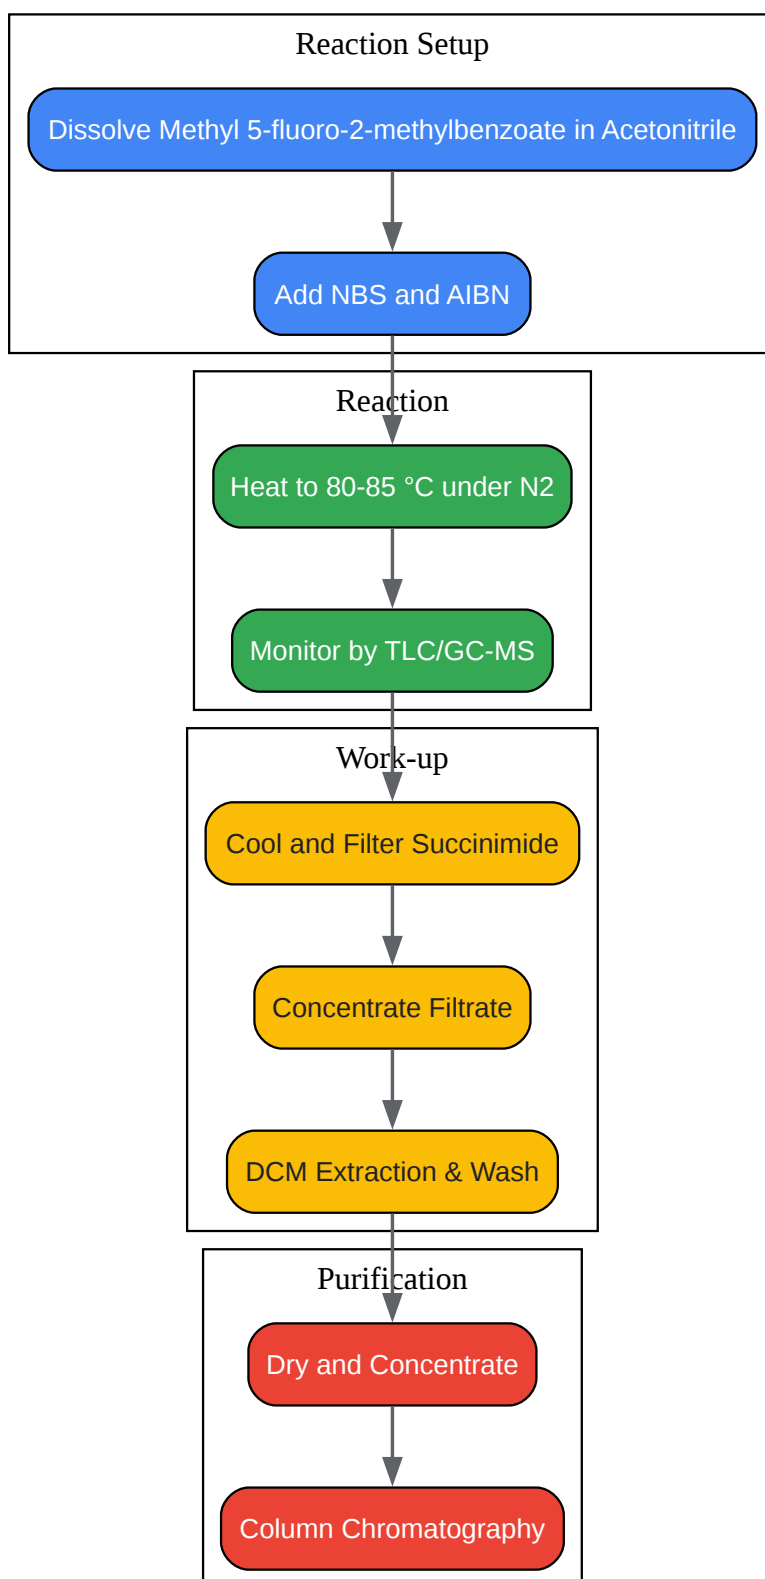 Reaction Setup
Dissolve Methyl 5-fluoro-2-methylbenzoate in Acetonitrile
Add NBS and AIBN
Reaction
Heat to 80-85 °C under N2
Monitor by TLC/GC-MS
Work-up
Cool and Filter Succinimide
Concentrate Filtrate
DCM Extraction & Wash
Purification
Dry and Concentrate
Column Chromatography